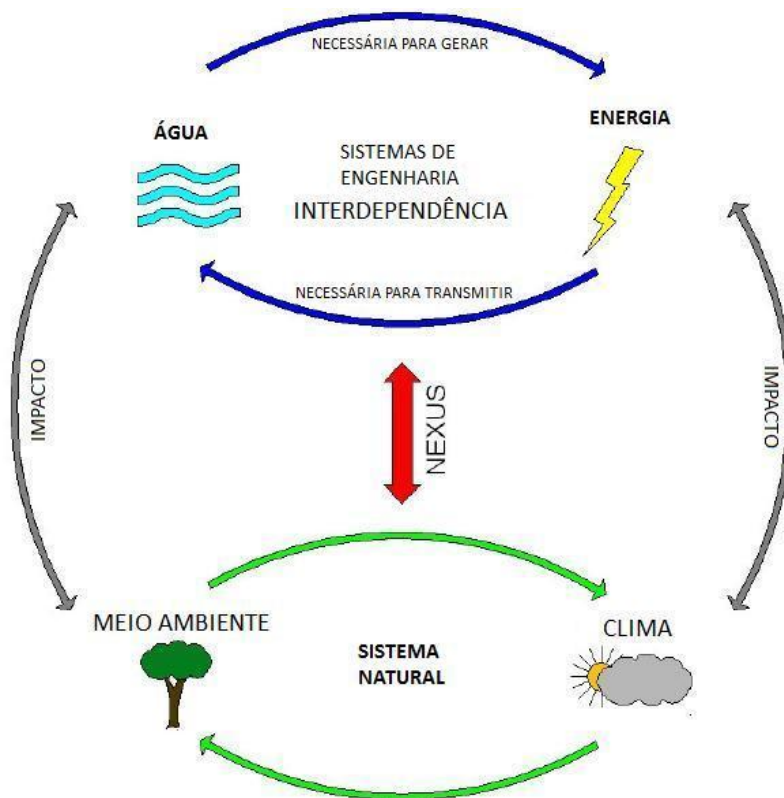 NECESSÁRIA PARA GERAR
ÁGUA
ENERGIA
SISTEMAS DE
ENGENHARIA
INTERDEPENDÊNCIA
NECESSÁRIA PARA TRANSMITIR
IMPACTO
NEXUS
IMPACTO
MEIO AMBIENTE
CLIMA
SISTEMA
NATURAL